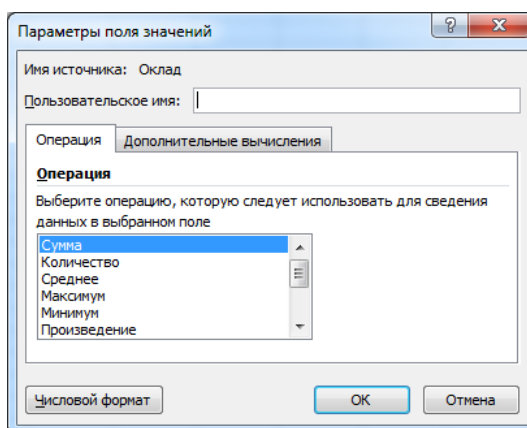 Параметры поля значений
Имя источника: Оклад
Пользовательское имя:
Операция Дополнительные вычисления
Операция
Выберите операцию, которую следует использовать для сведения
данных в выбранном поле
Сумма
Количество
Среднее
Максимум
Минимум
Произведение
Числовой формат OK Отмена